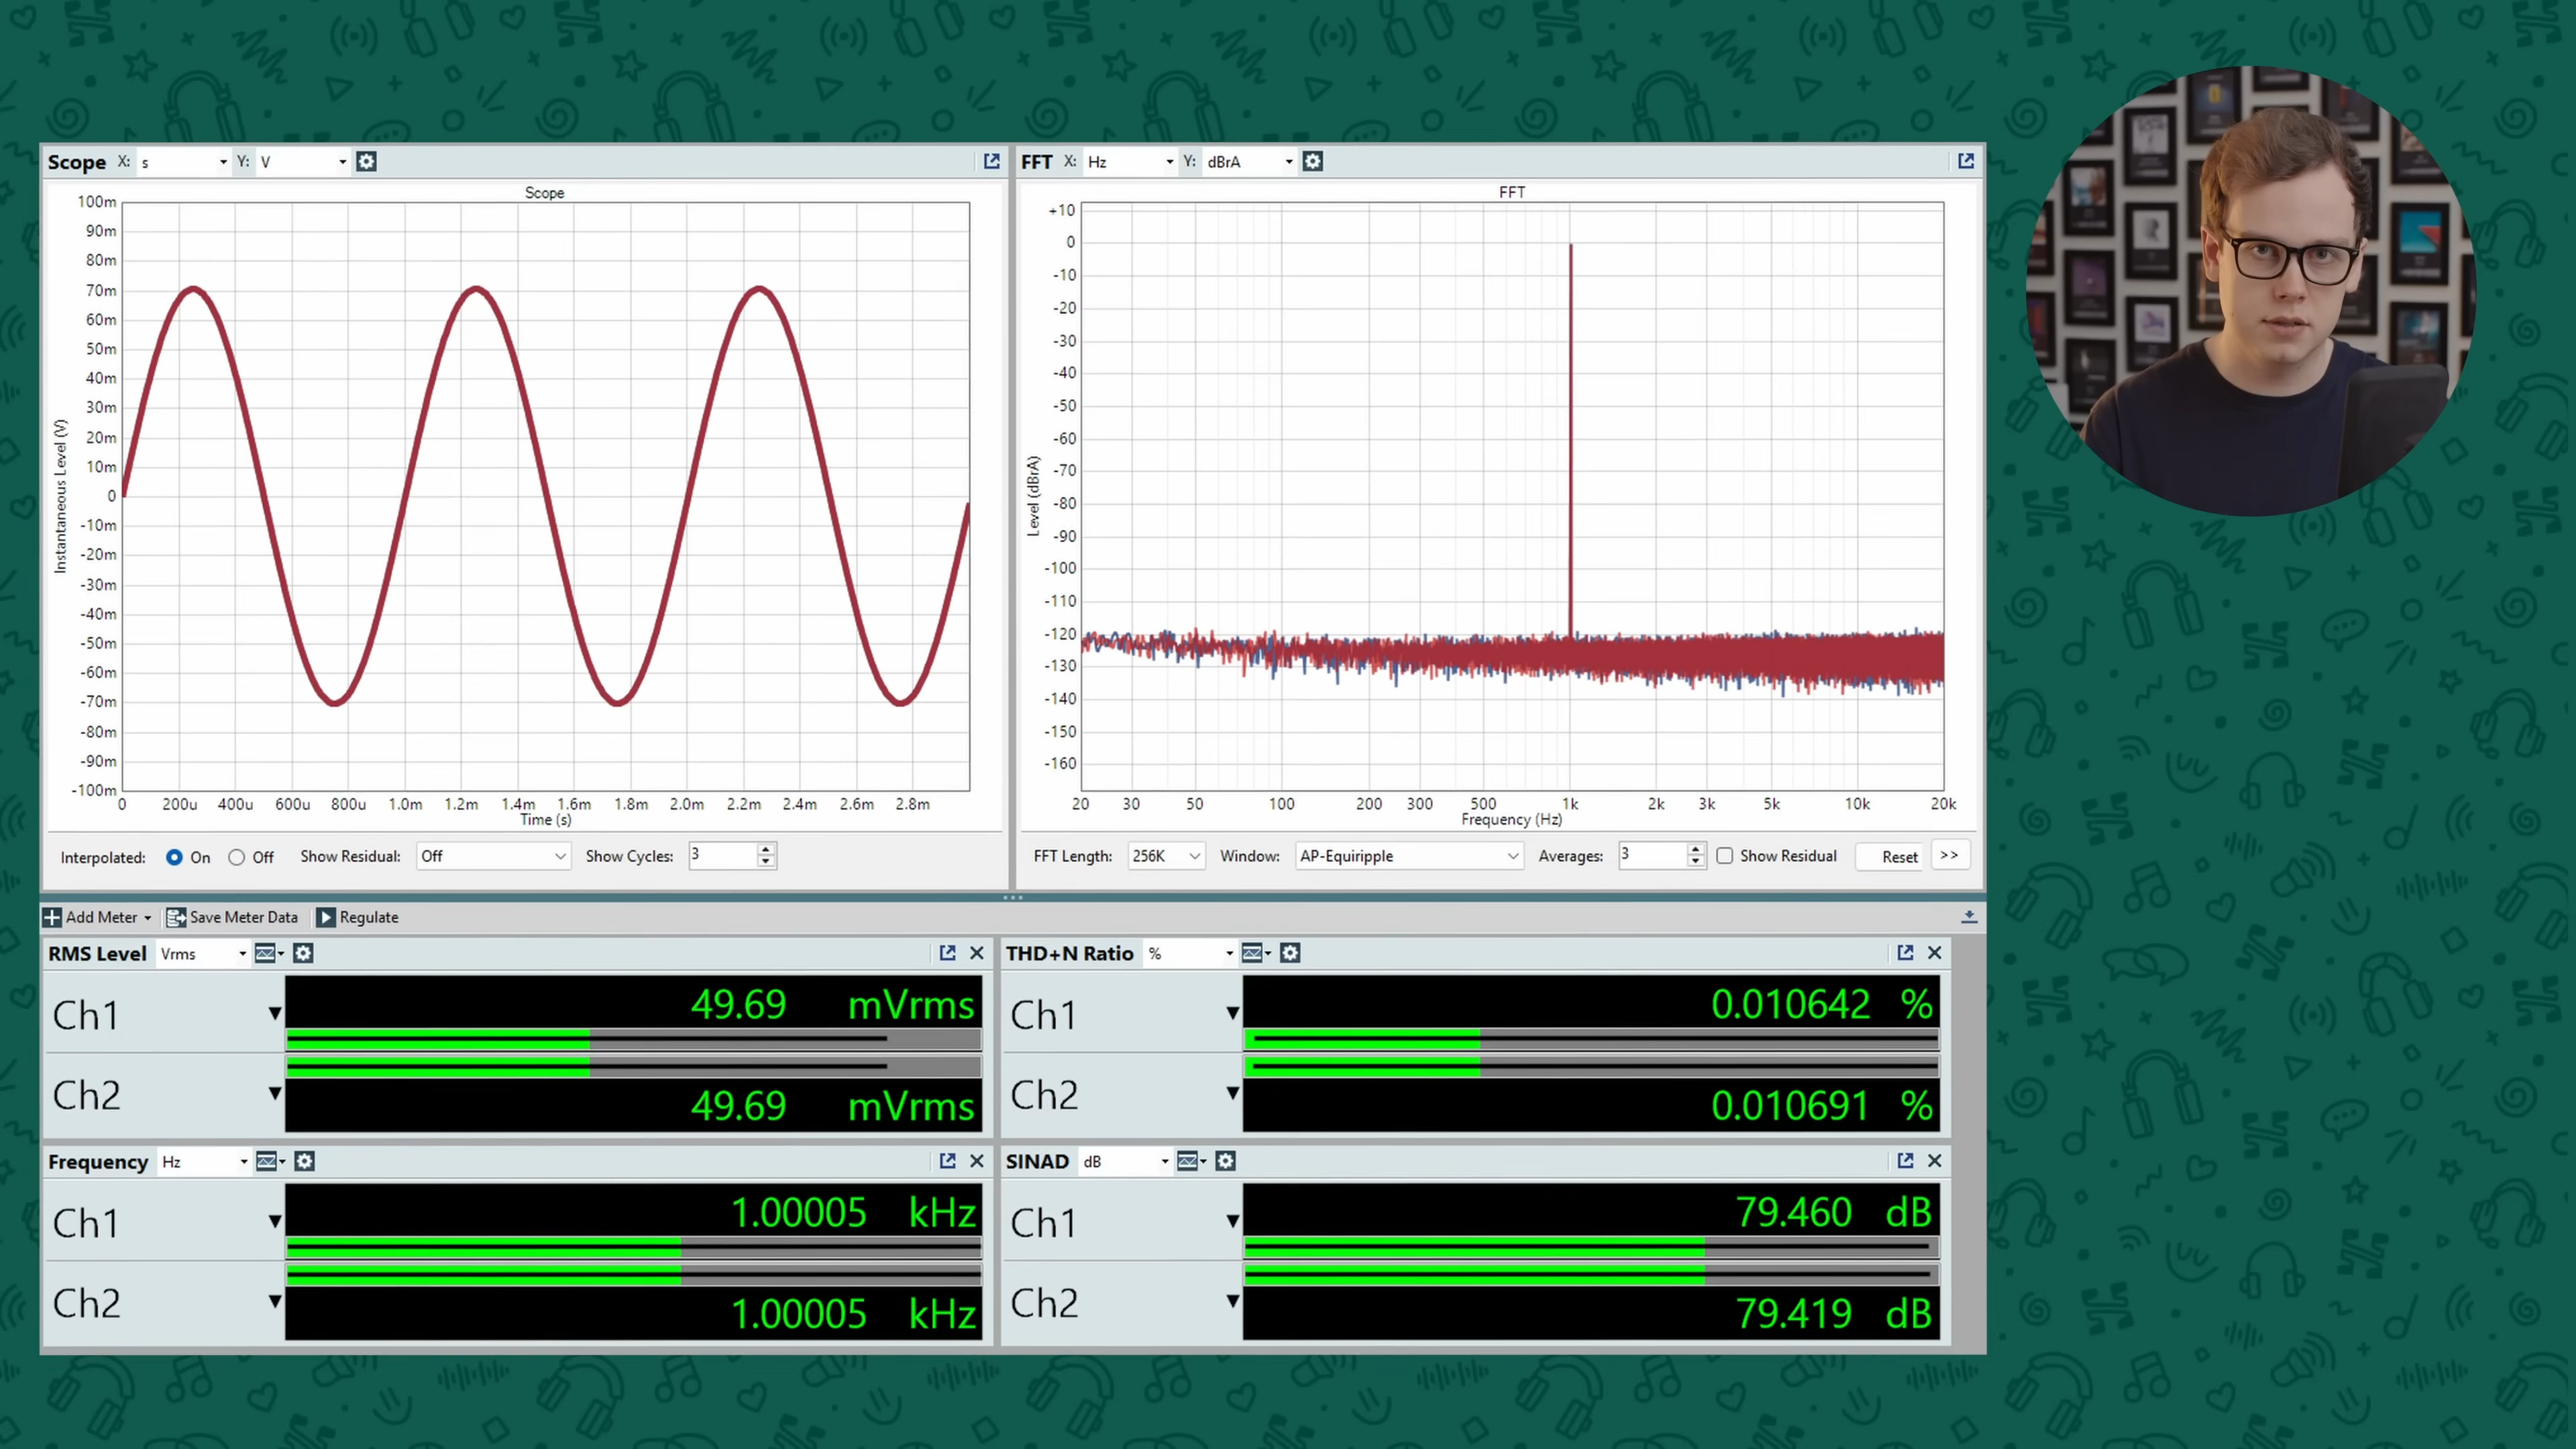 Scope X: s Y: V
Scope
100m
90m
80m
70m
60m
50m
40m
30m
20m
10m
0
-10m
-20m
-30m
-40m
-50m
-60m
-70m
-80m
-90m
-100m
Instantaneous Level (V)
0 200u 400u 600u 800u 1.0m 1.2m 1.4m 1.6m 1.8m 2.0m 2.2m 2.4m 2.6m 2.8m
Time (s)
Interpolated: On Off Show Residual: Off Show Cycles: 3
FFT X: Hz Y: dBrA
FFT
+10
0
-10
-20
-30
-40
-50
-60
-70
-80
-90
-100
-110
-120
-130
-140
-150
-160
Level (dBrA)
20 30 50 100 200 300 500 1k 2k 3k 5k 10k 20k
Frequency (Hz)
FFT Length: 256K Window: AP-Equiripple Averages: 3 Show Residual Reset >>
Add Meter Save Meter Data Regulate
RMS Level Vrms
Ch1 49.69 mVrms
Ch2 49.69 mVrms
THD+N Ratio %
Ch1 0.010642 %
Ch2 0.010691 %
Frequency Hz
Ch1 1.00005 kHz
Ch2 1.00005 kHz
SINAD dB
Ch1 79.460 dB
Ch2 79.419 dB